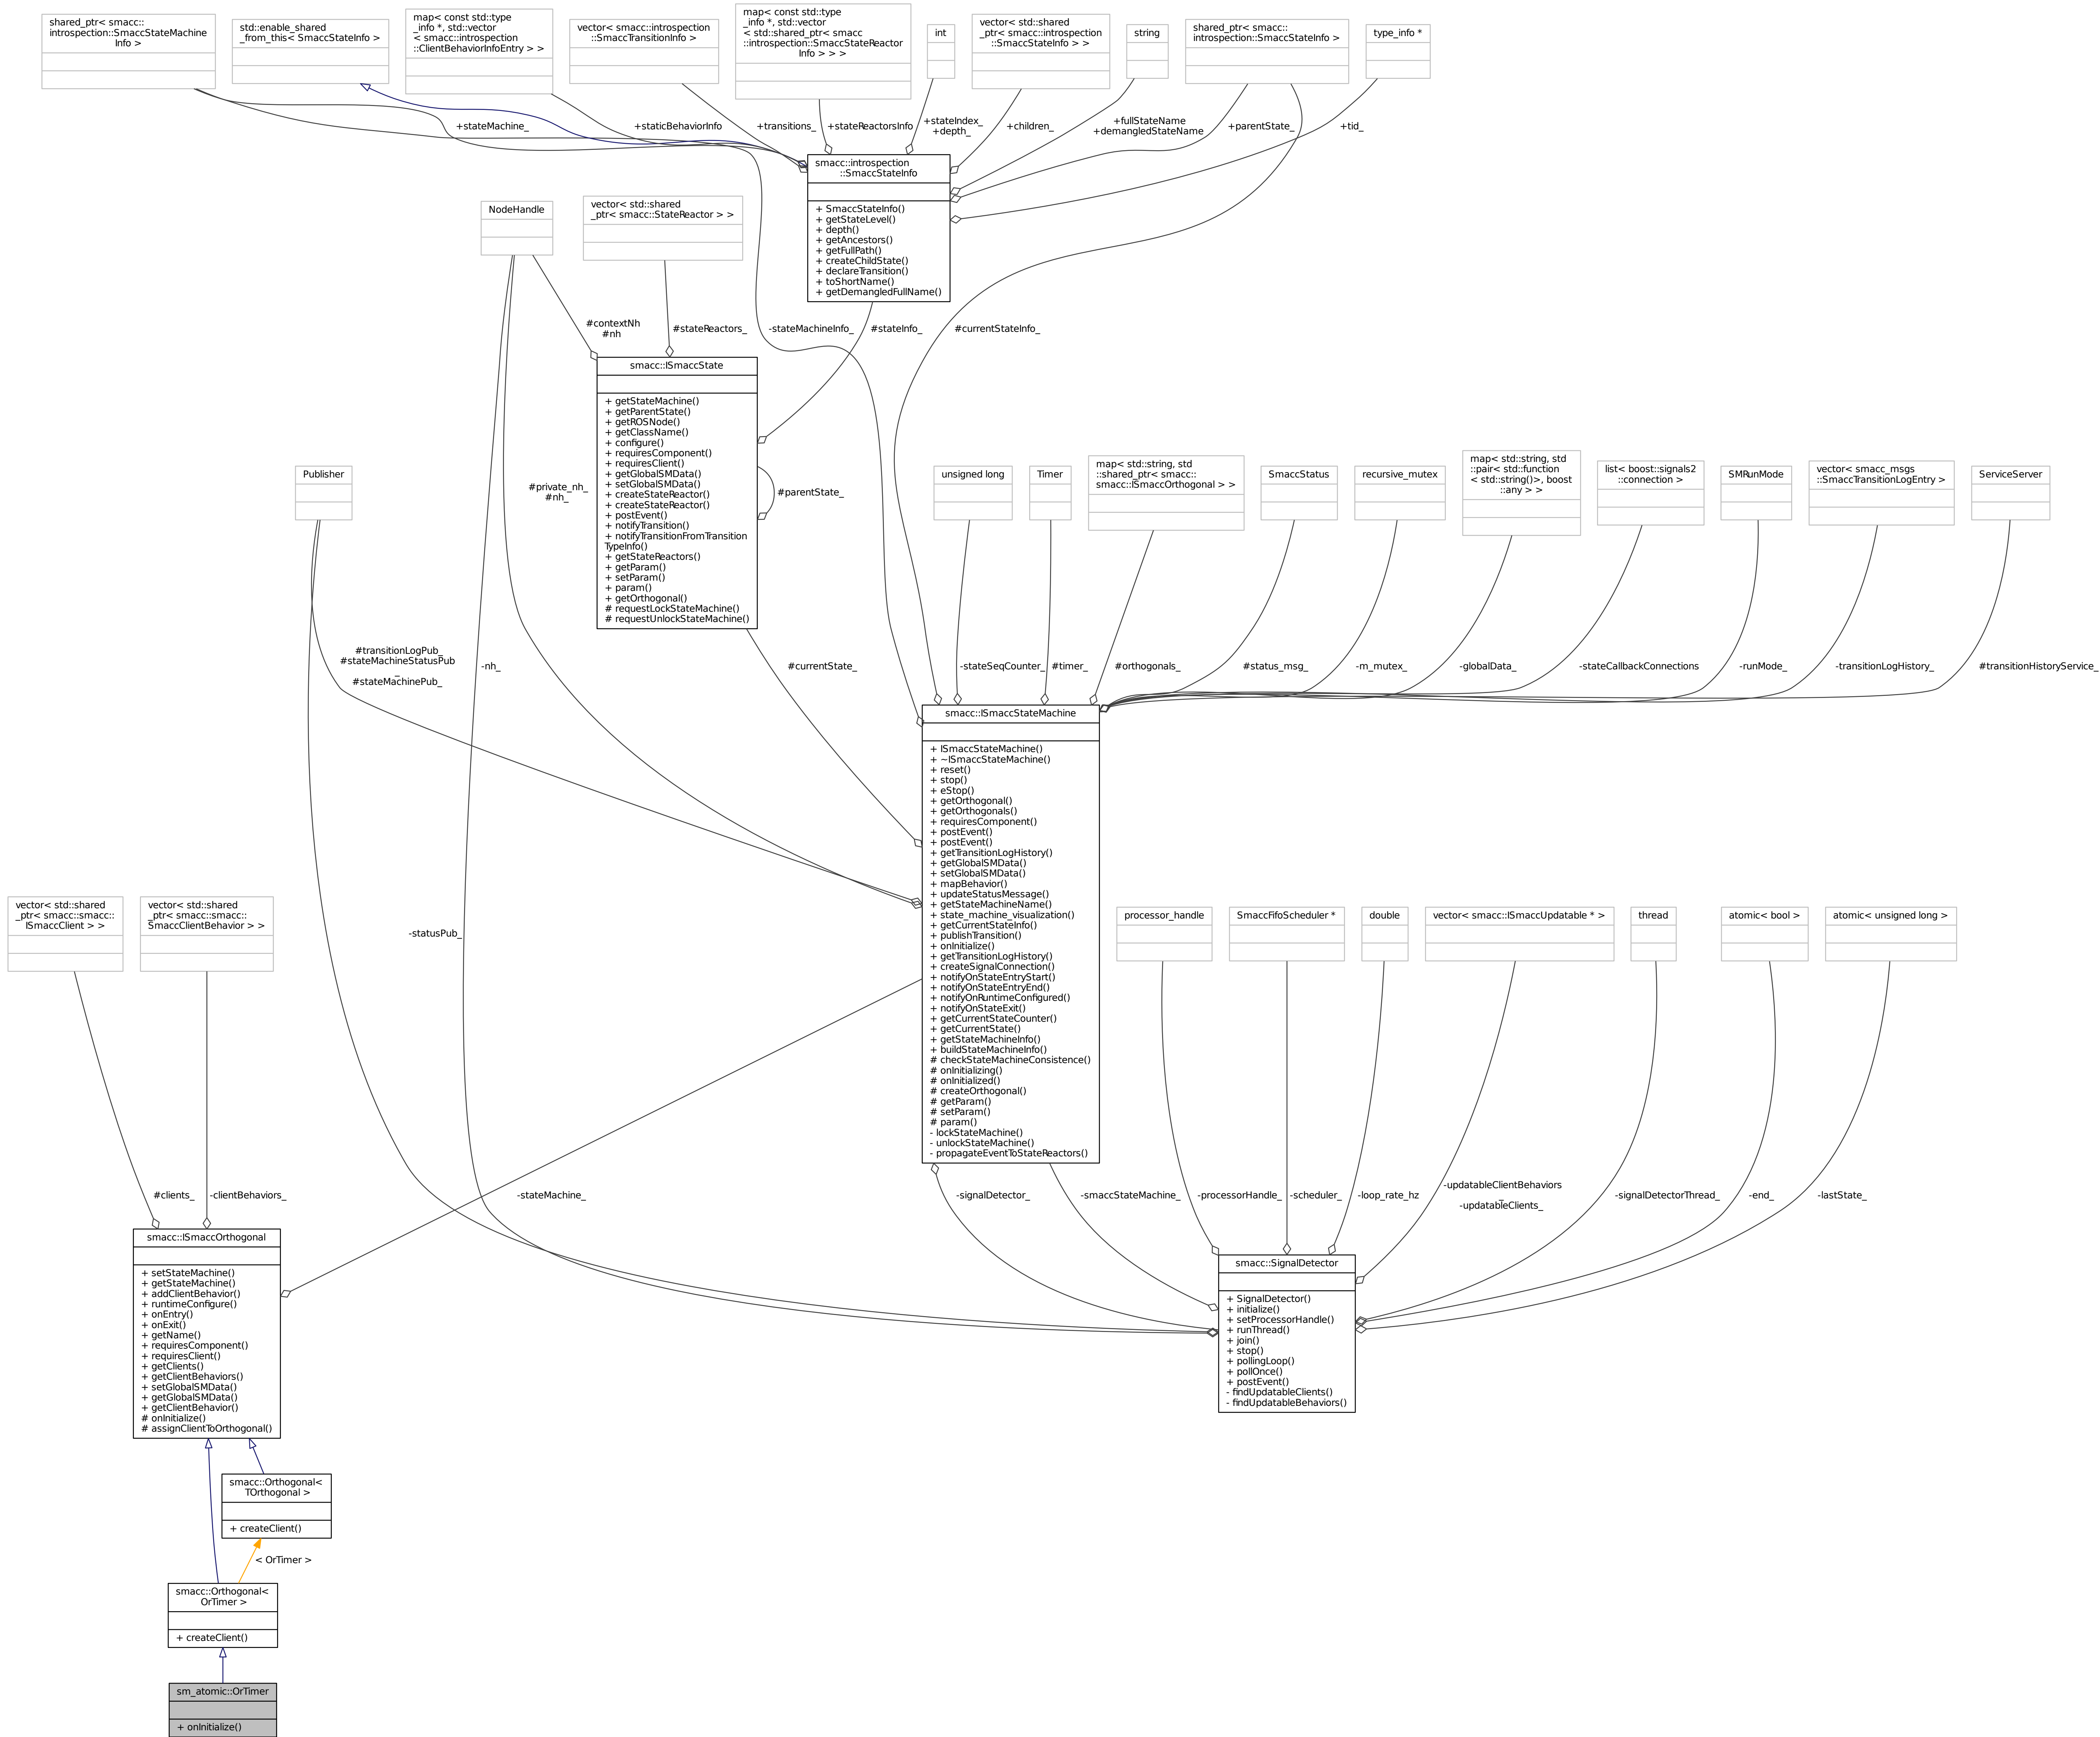 shared_ptr< smacc::
introspection::SmaccStateMachine
Info >
std::enable_shared
_from_this< SmaccStateInfo >
map< const std::type
_info *, std::vector
< smacc::introspection
::ClientBehaviorInfoEntry > >
vector< smacc::introspection
::SmaccTransitionInfo >
map< const std::type
_info *, std::vector
< std::shared_ptr< smacc
::introspection::SmaccStateReactor
Info > > >
int
vector< std::shared
_ptr< smacc::introspection
::SmaccStateInfo > >
string
shared_ptr< smacc::
introspection::SmaccStateInfo >
type_info *
+stateMachine_
+staticBehaviorInfo
+transitions_
+stateReactorsInfo
+stateIndex_
+depth_
+children_
+fullStateName
+demangledStateName
+parentState_
+tid_
smacc::introspection
::SmaccStateInfo
+ SmaccStateInfo()
+ getStateLevel()
+ depth()
+ getAncestors()
+ getFullPath()
+ createChildState()
+ declareTransition()
+ toShortName()
+ getDemangledFullName()
NodeHandle
vector< std::shared
_ptr< smacc::StateReactor > >
#contextNh
#nh
#stateReactors_
-stateMachineInfo_
#stateInfo_
#currentStateInfo_
smacc::ISmaccState
+ getStateMachine()
+ getParentState()
+ getROSNode()
+ getClassName()
+ configure()
+ requiresComponent()
+ requiresClient()
+ getGlobalSMData()
+ setGlobalSMData()
+ createStateReactor()
+ createStateReactor()
+ postEvent()
+ notifyTransition()
+ notifyTransitionFromTransition
TypeInfo()
+ getStateReactors()
+ getParam()
+ setParam()
+ param()
+ getOrthogonal()
# requestLockStateMachine()
# requestUnlockStateMachine()
#parentState_
Publisher
#private_nh_
#nh_
unsigned long
Timer
map< std::string, std
::shared_ptr< smacc::
smacc::ISmaccOrthogonal > >
SmaccStatus
recursive_mutex
map< std::string, std
::pair< std::function
< std::string()>, boost
::any > >
list< boost::signals2
::connection >
SMRunMode
vector< smacc_msgs
::SmaccTransitionLogEntry >
ServiceServer
#transitionLogPub_
#stateMachineStatusPub
_
#stateMachinePub_
-nh_
#currentState_
-stateSeqCounter_
#timer_
#orthogonals_
#status_msg_
-m_mutex_
-globalData_
-stateCallbackConnections
-runMode_
-transitionLogHistory_
#transitionHistoryService_
smacc::ISmaccStateMachine
+ ISmaccStateMachine()
+ ~ISmaccStateMachine()
+ reset()
+ stop()
+ eStop()
+ getOrthogonal()
+ getOrthogonals()
+ requiresComponent()
+ postEvent()
+ postEvent()
+ getTransitionLogHistory()
+ getGlobalSMData()
+ setGlobalSMData()
+ mapBehavior()
+ updateStatusMessage()
+ getStateMachineName()
+ state_machine_visualization()
+ getCurrentStateInfo()
+ publishTransition()
+ onInitialize()
+ getTransitionLogHistory()
+ createSignalConnection()
+ notifyOnStateEntryStart()
+ notifyOnStateEntryEnd()
+ notifyOnRuntimeConfigured()
+ notifyOnStateExit()
+ getCurrentStateCounter()
+ getCurrentState()
+ getStateMachineInfo()
+ buildStateMachineInfo()
# checkStateMachineConsistence()
# onInitializing()
# onInitialized()
# createOrthogonal()
# getParam()
# setParam()
# param()
- lockStateMachine()
- unlockStateMachine()
- propagateEventToStateReactors()
vector< std::shared
_ptr< smacc::smacc::
ISmaccClient > >
vector< std::shared
_ptr< smacc::smacc::
SmaccClientBehavior > >
-statusPub_
processor_handle
SmaccFifoScheduler *
double
vector< smacc::ISmaccUpdatable * >
thread
atomic< bool >
atomic< unsigned long >
#clients_
-clientBehaviors_
-stateMachine_
-signalDetector_
-smaccStateMachine_
-processorHandle_
-scheduler_
-loop_rate_hz
-updatableClientBehaviors
_
-updatableClients_
-signalDetectorThread_
-end_
-lastState_
smacc::ISmaccOrthogonal
+ setStateMachine()
+ getStateMachine()
+ addClientBehavior()
+ runtimeConfigure()
+ onEntry()
+ onExit()
+ getName()
+ requiresComponent()
+ requiresClient()
+ getClients()
+ getClientBehaviors()
+ setGlobalSMData()
+ getGlobalSMData()
+ getClientBehavior()
# onInitialize()
# assignClientToOrthogonal()
smacc::SignalDetector
+ SignalDetector()
+ initialize()
+ setProcessorHandle()
+ runThread()
+ join()
+ stop()
+ pollingLoop()
+ pollOnce()
+ postEvent()
- findUpdatableClients()
- findUpdatableBehaviors()
smacc::Orthogonal<
TOrthogonal >
+ createClient()
< OrTimer >
smacc::Orthogonal<
OrTimer >
+ createClient()
sm_atomic::OrTimer
+ onInitialize()